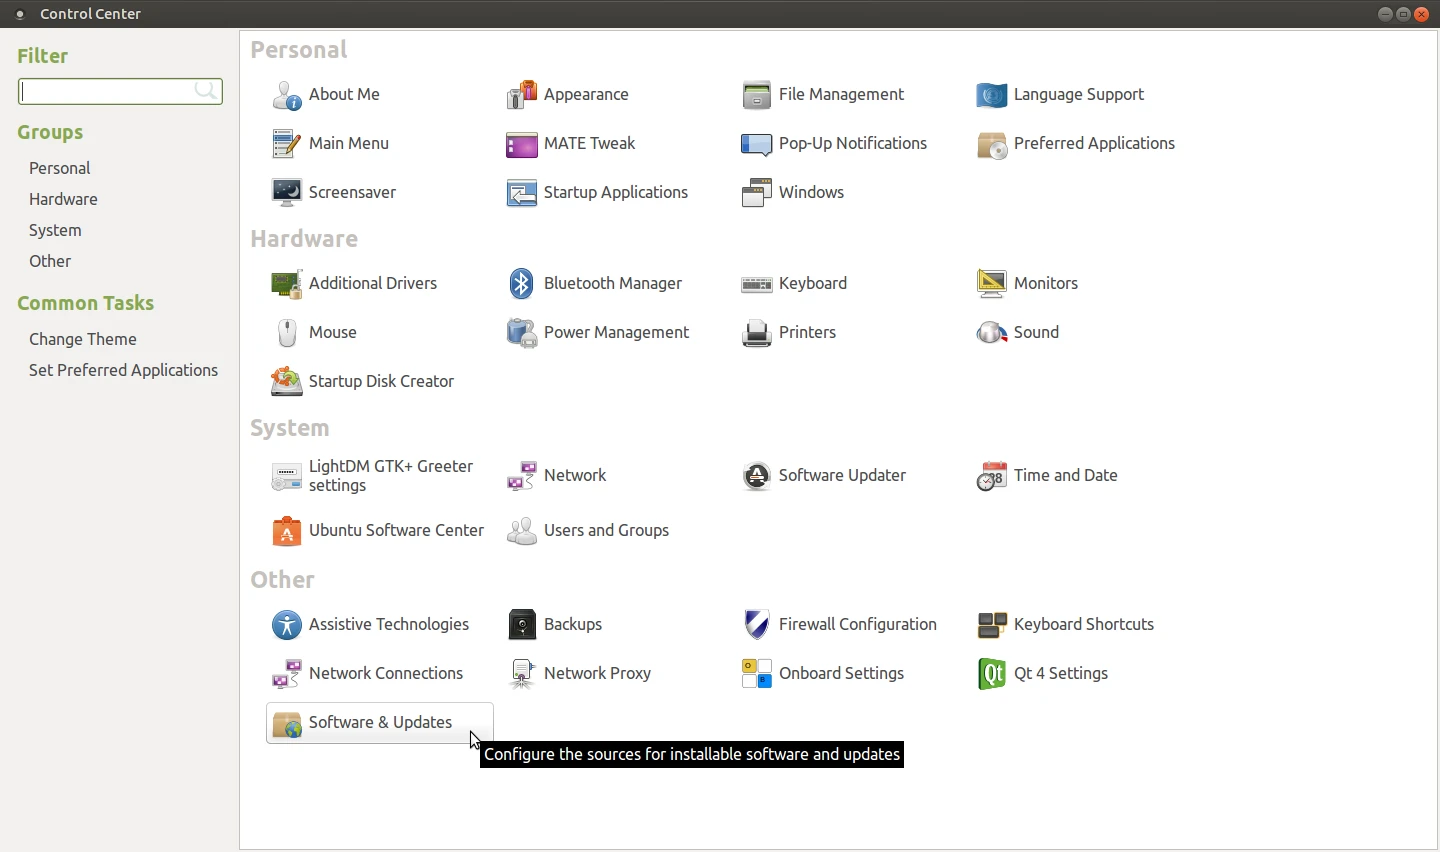 Control Center
Filter
Groups
Personal
Hardware
System
Other
Common Tasks
Change Theme
Set Preferred Applications
Personal
About Me
Appearance
File Management
Language Support
Main Menu
MATE Tweak
Pop-Up Notifications
Preferred Applications
Screensaver
Startup Applications
Windows
Hardware
Additional Drivers
Bluetooth Manager
Keyboard
Monitors
Mouse
Power Management
Printers
Sound
Startup Disk Creator
System
LightDM GTK+ Greeter
settings
Network
Software Updater
Time and Date
Ubuntu Software Center
Users and Groups
Other
Assistive Technologies
Backups
Firewall Configuration
Keyboard Shortcuts
Network Connections
Network Proxy
Onboard Settings
Qt 4 Settings
Software & Updates
Configure the sources for installable software and updates